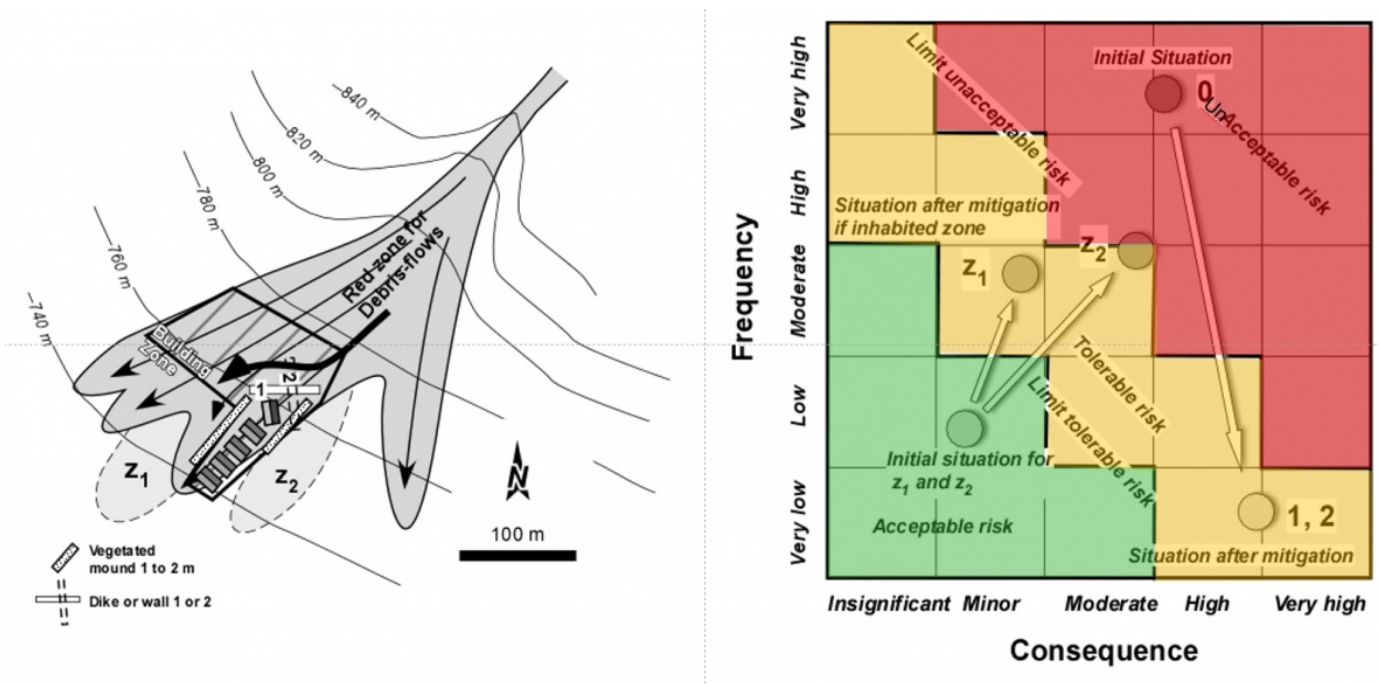 840 m
820 m
800 m
780 m
760 m
740 m
Red zone for
Debris-flows
Building
Zone
1
2
z1
z2
N
100 m
Vegetated
mound 1 to 2 m
Dike or wall 1 or 2
Frequency
Very high
High
Moderate
Low
Very low
Limit unacceptable risk
Initial Situation
0
UnAcceptable risk
Situation after mitigation
if inhabited zone
z1
z2
Tolerable risk
Limit tolerable risk
Initial situation for
z1 and z2
Acceptable risk
1, 2
Situation after mitigation
Insignificant
Minor
Moderate
High
Very high
Consequence